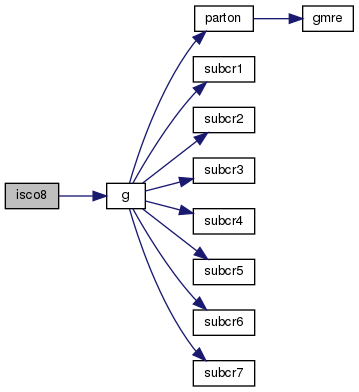 parton
gmre
subcr1
subcr2
subcr3
isco8
g
subcr4
subcr5
subcr6
subcr7